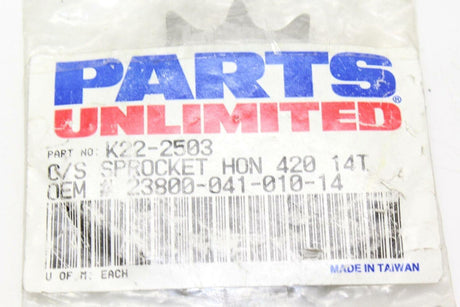 PARTS
UNLIMITED®
PART NO: K22-2503
C/S SPROCKET HON 420 14T
OEM # 23800-041-010-14
U OF M: EACH
MADE IN TAIWAN